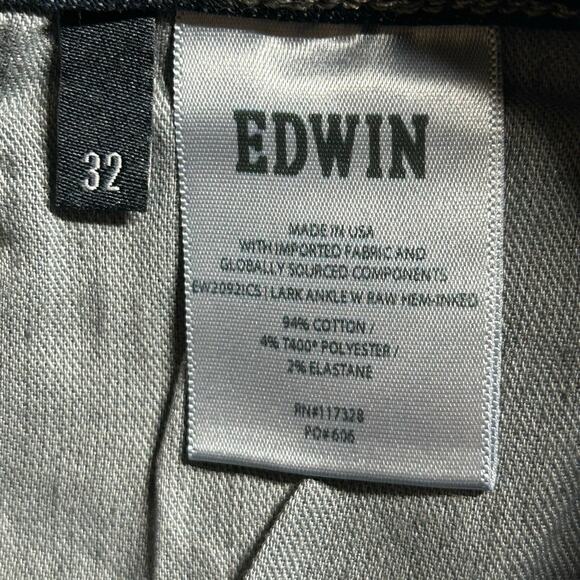 32
EDWIN
MADE IN USA
WITH IMPORTED FABRIC AND
GLOBALLY SOURCED COMPONENTS
EW2092ICS | LARK ANKLE W RAW HEM-INKED
94% COTTON /
4% T400® POLYESTER /
2% ELASTANE
RN#117328
PO#606